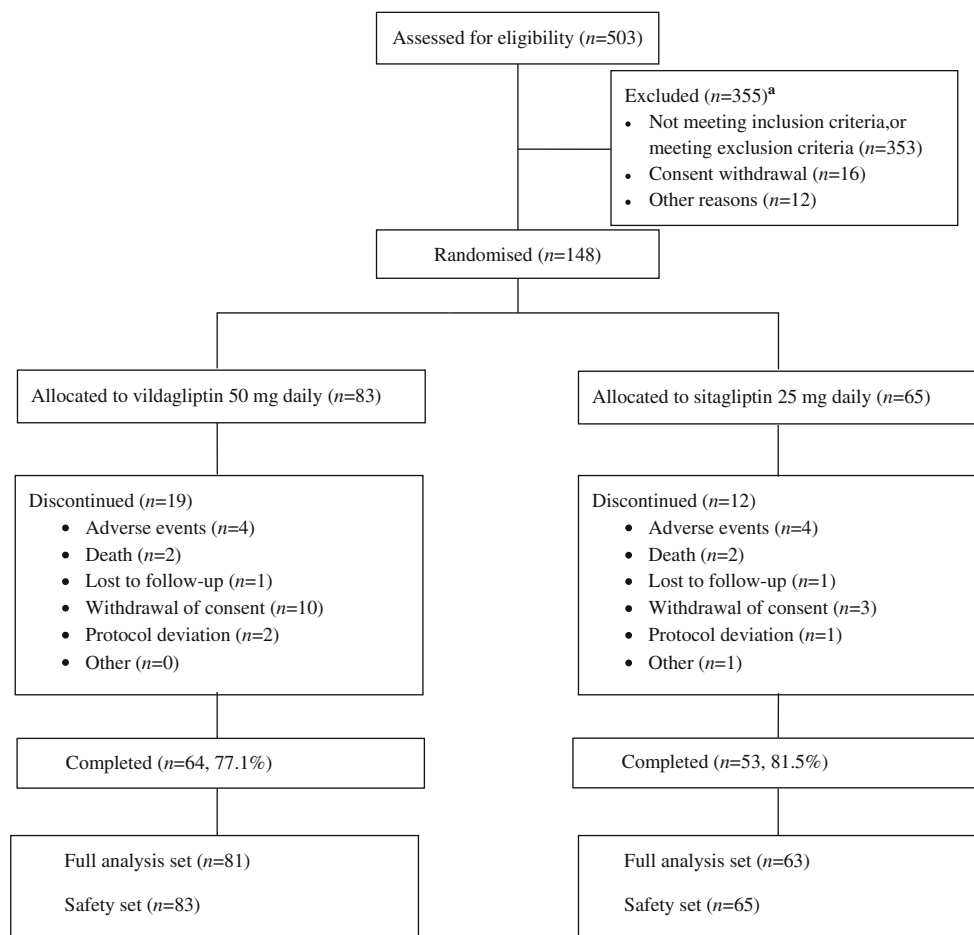 Assessed for eligibility (n=503)
Excluded (n=355)a
• Not meeting inclusion criteria,or
meeting exclusion criteria (n=353)
• Consent withdrawal (n=16)
• Other reasons (n=12)
Randomised (n=148)
Allocated to vildagliptin 50 mg daily (n=83)
Allocated to sitagliptin 25 mg daily (n=65)
Discontinued (n=19)
• Adverse events (n=4)
• Death (n=2)
• Lost to follow-up (n=1)
• Withdrawal of consent (n=10)
• Protocol deviation (n=2)
• Other (n=0)
Discontinued (n=12)
• Adverse events (n=4)
• Death (n=2)
• Lost to follow-up (n=1)
• Withdrawal of consent (n=3)
• Protocol deviation (n=1)
• Other (n=1)
Completed (n=64, 77.1%)
Completed (n=53, 81.5%)
Full analysis set (n=81)
Safety set (n=83)
Full analysis set (n=63)
Safety set (n=65)